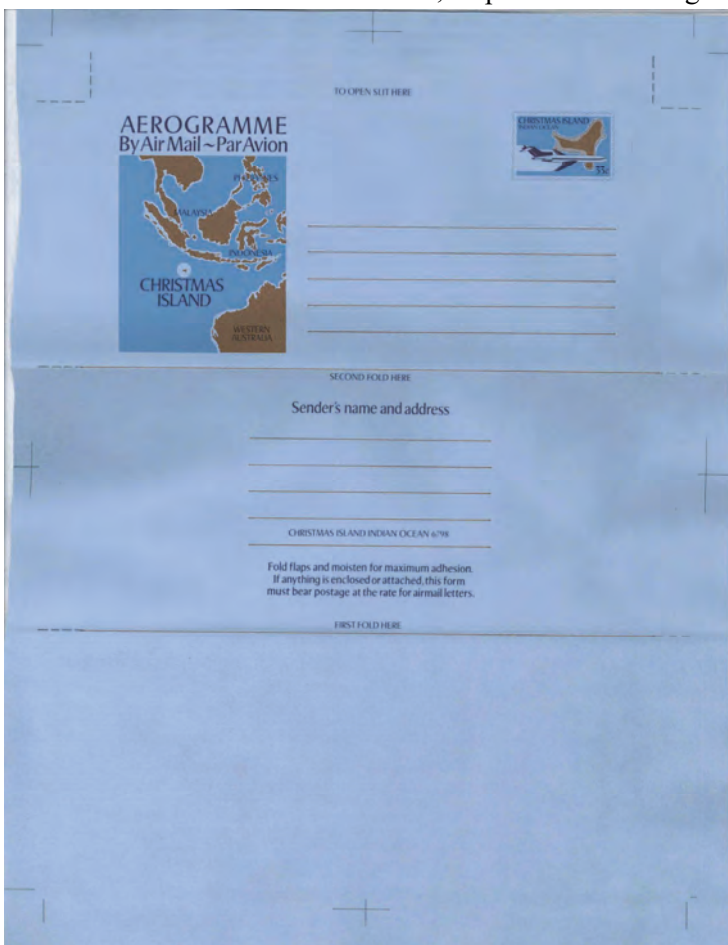 TO OPEN SLIT HERE
AEROGRAMME
By Air Mail ~ Par Avion
CHRISTMAS ISLAND
INDIAN OCEAN
33c
PHILIPPINES
MALAYSIA
INDONESIA
CHRISTMAS
ISLAND
WESTERN
AUSTRALIA
SECOND FOLD HERE
Sender's name and address
CHRISTMAS ISLAND INDIAN OCEAN 6798
Fold flaps and moisten for maximum adhesion.
If anything is enclosed or attached, this form
must bear postage at the rate for airmail letters.
FIRST FOLD HERE